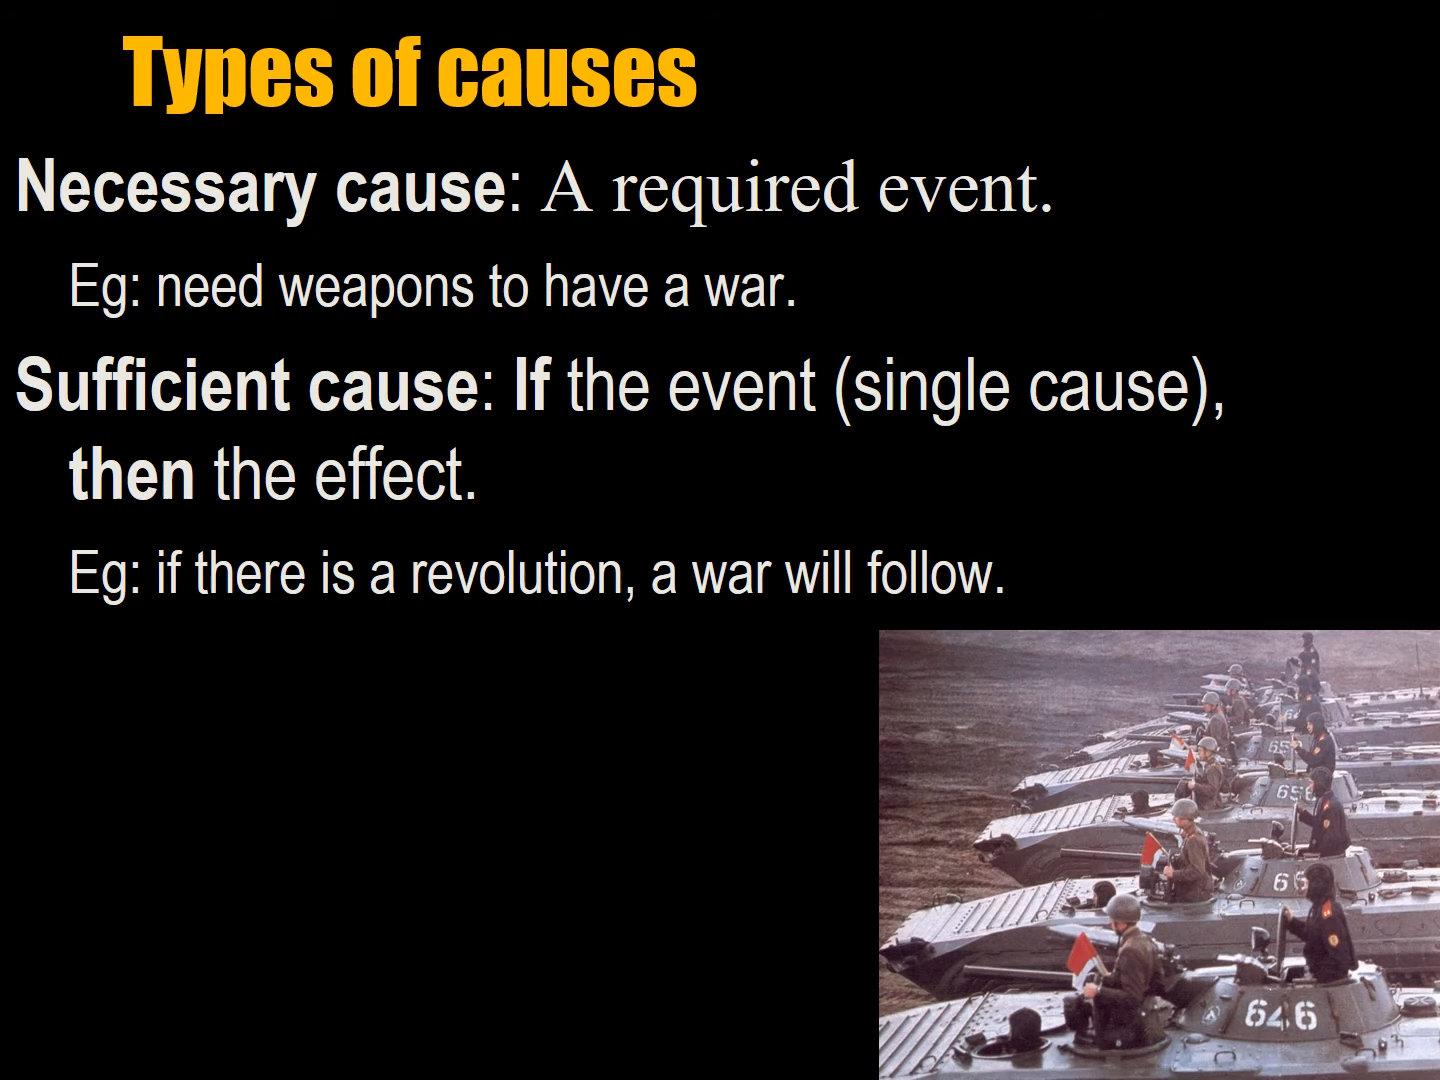 Types of causes
Necessary cause: A required event.
Eg: need weapons to have a war.
Sufficient cause: If the event (single cause),
then the effect.
Eg: if there is a revolution, a war will follow.
646